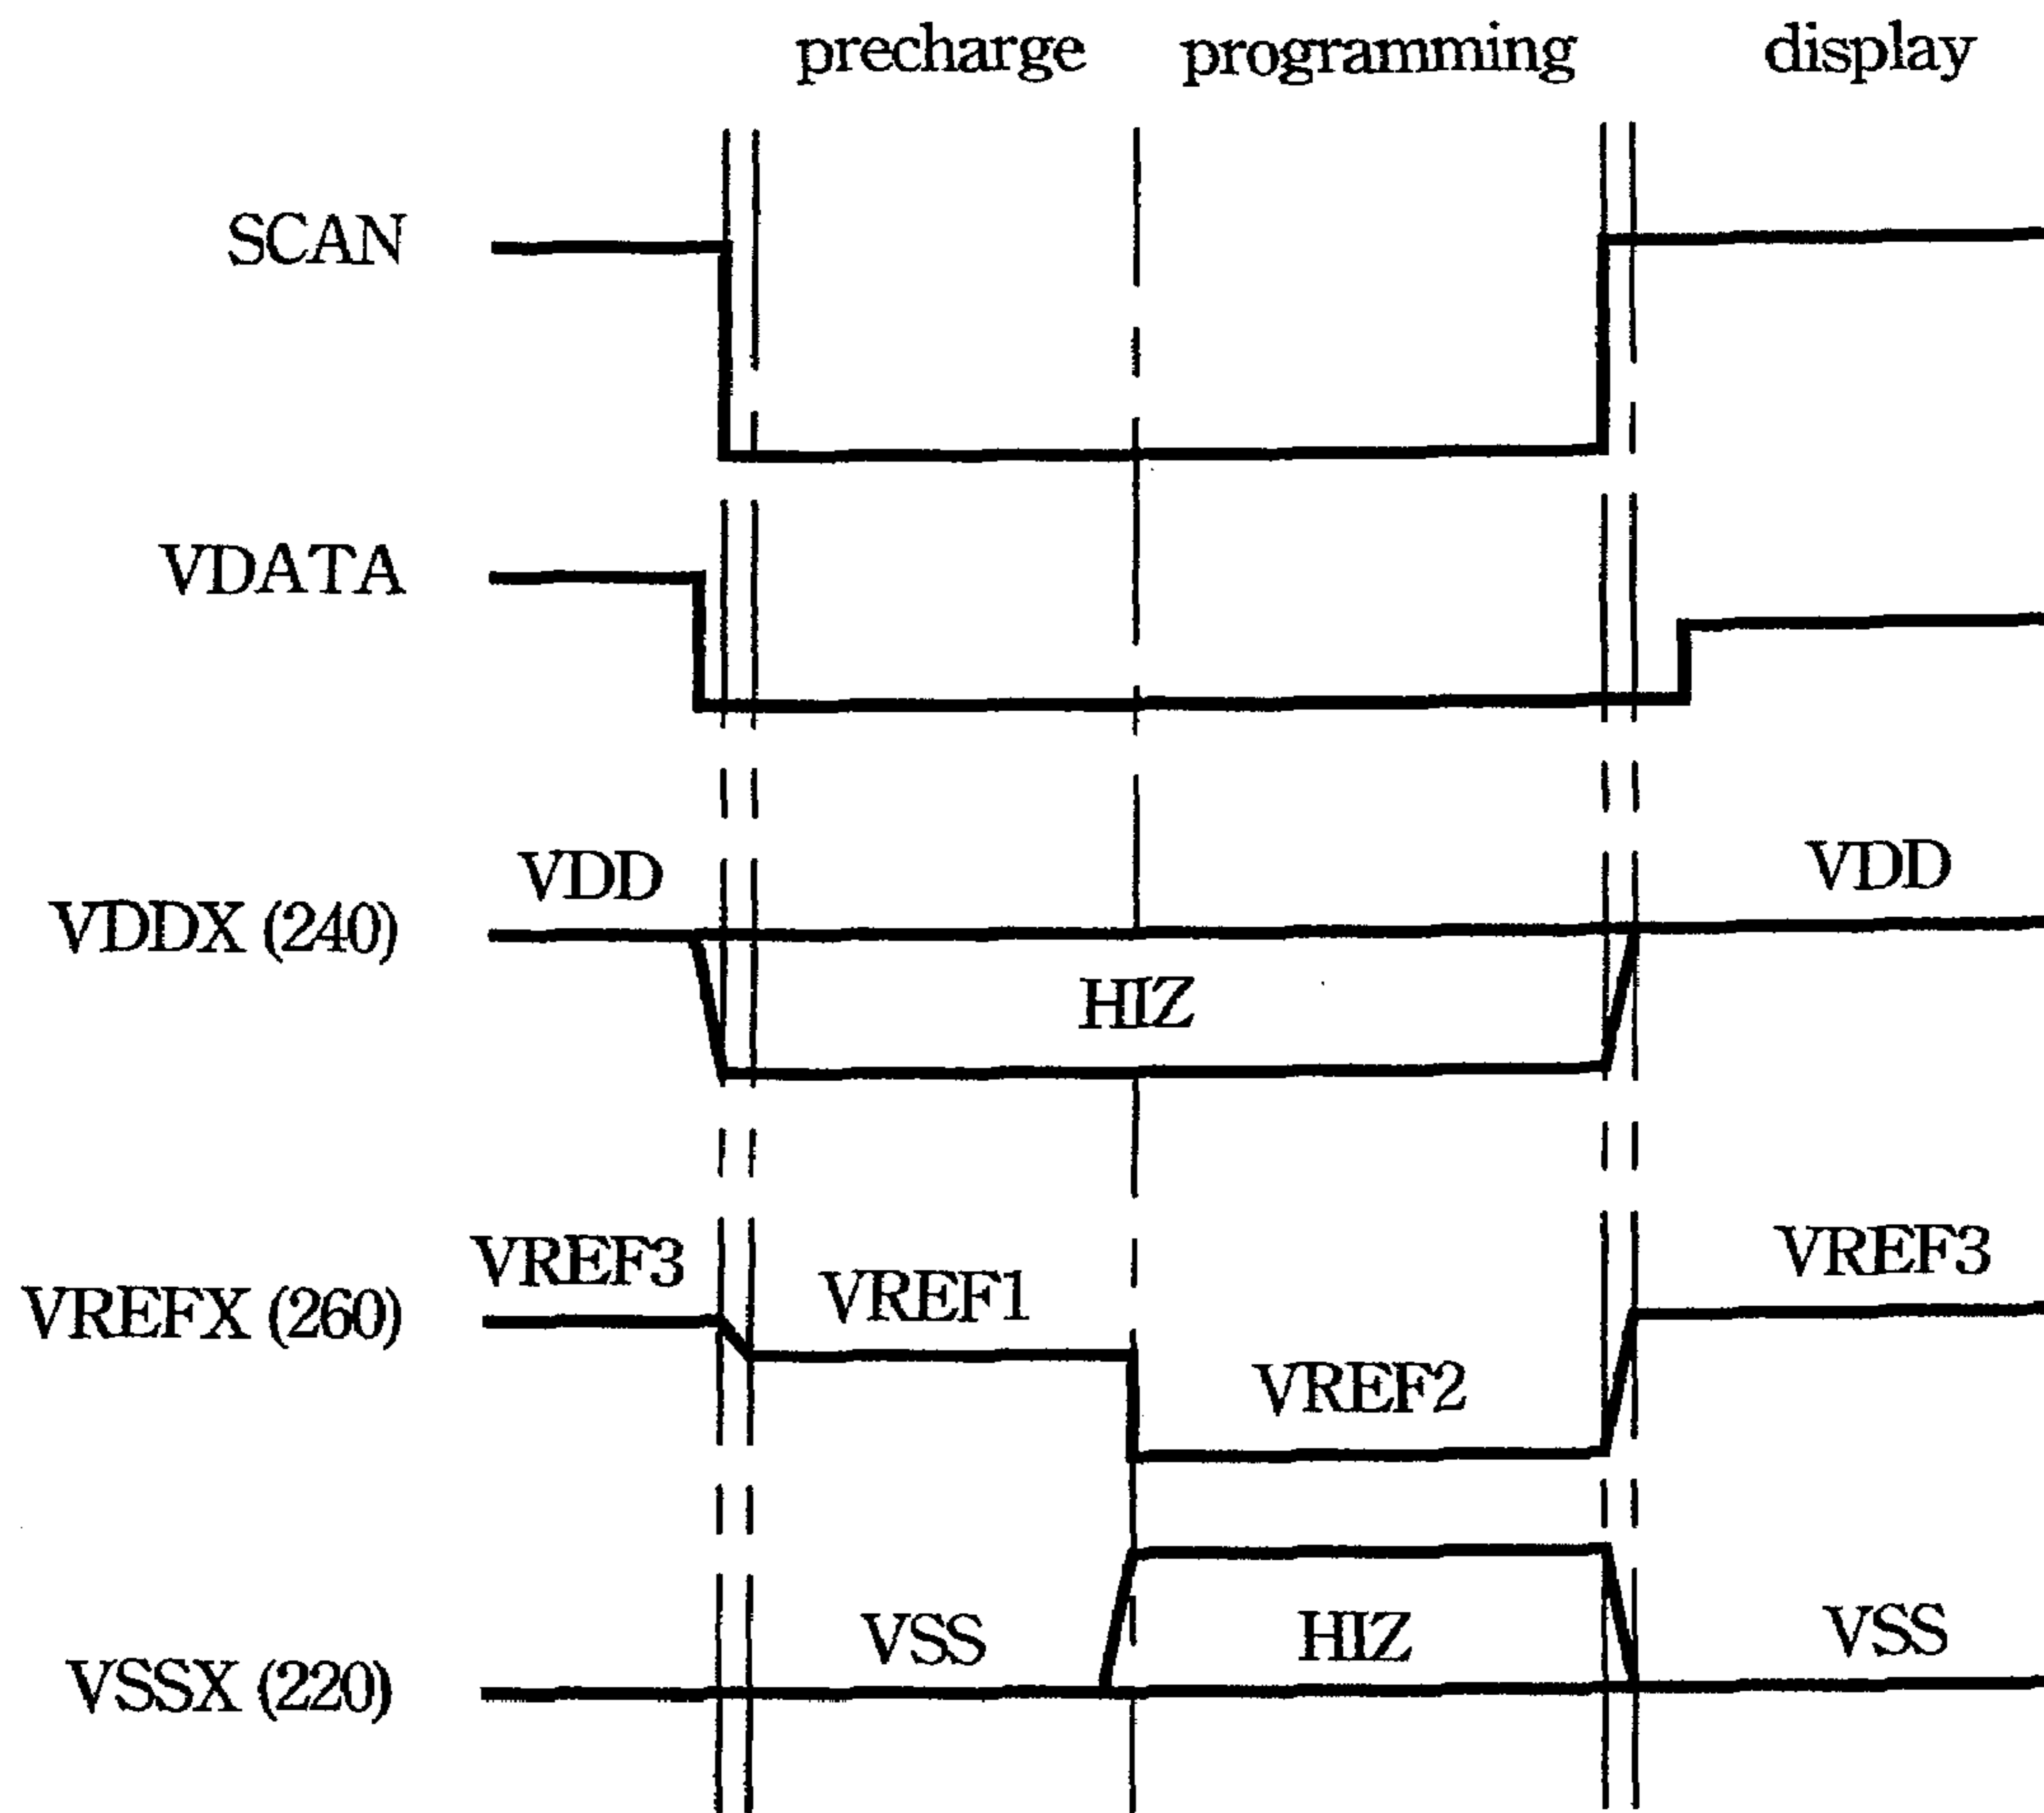 precharge programming display
SCAN
VDATA
VDD VDD
VDDX (240)
HIZ
VREF3 VREF1 VREF3
VREFX (260)
VREF2
VSS HIZ VSS
VSSX (220)